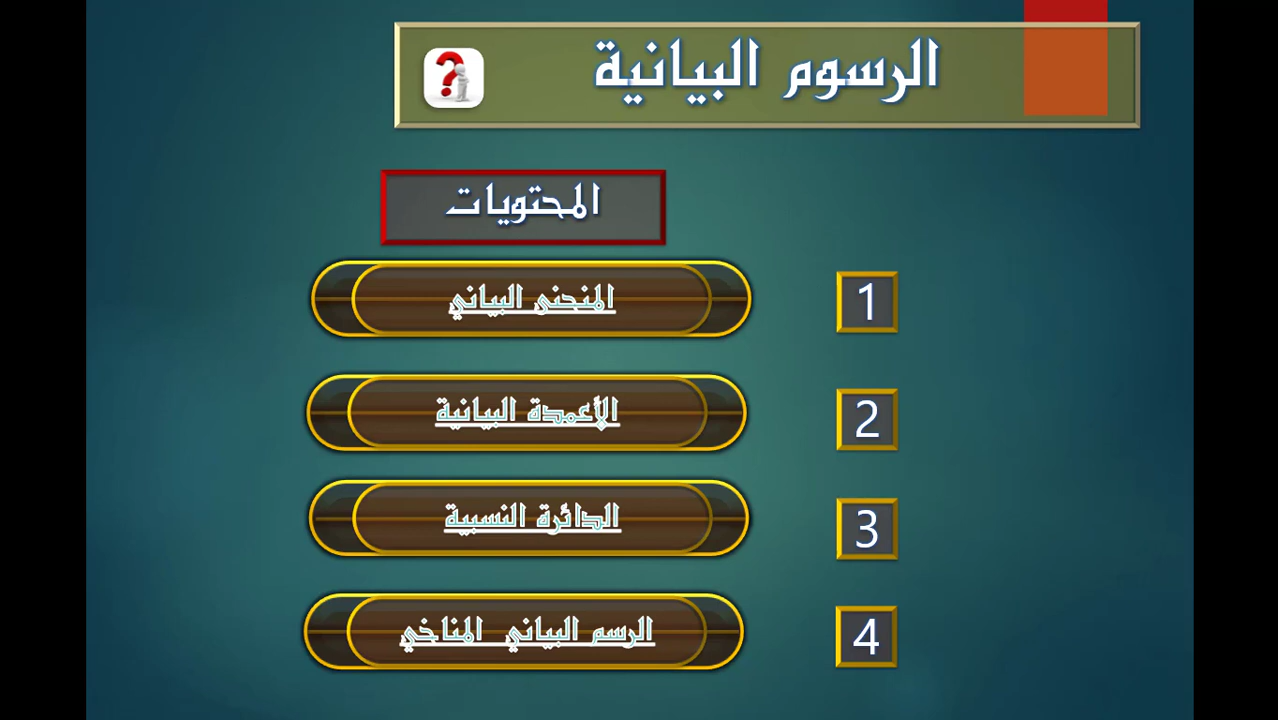 الرسوم البيانية
المحتويات
1 المنحنى البياني
2 الأعمدة البيانية
3 الدائرة النسبية
4 الرسم البياني المناخي